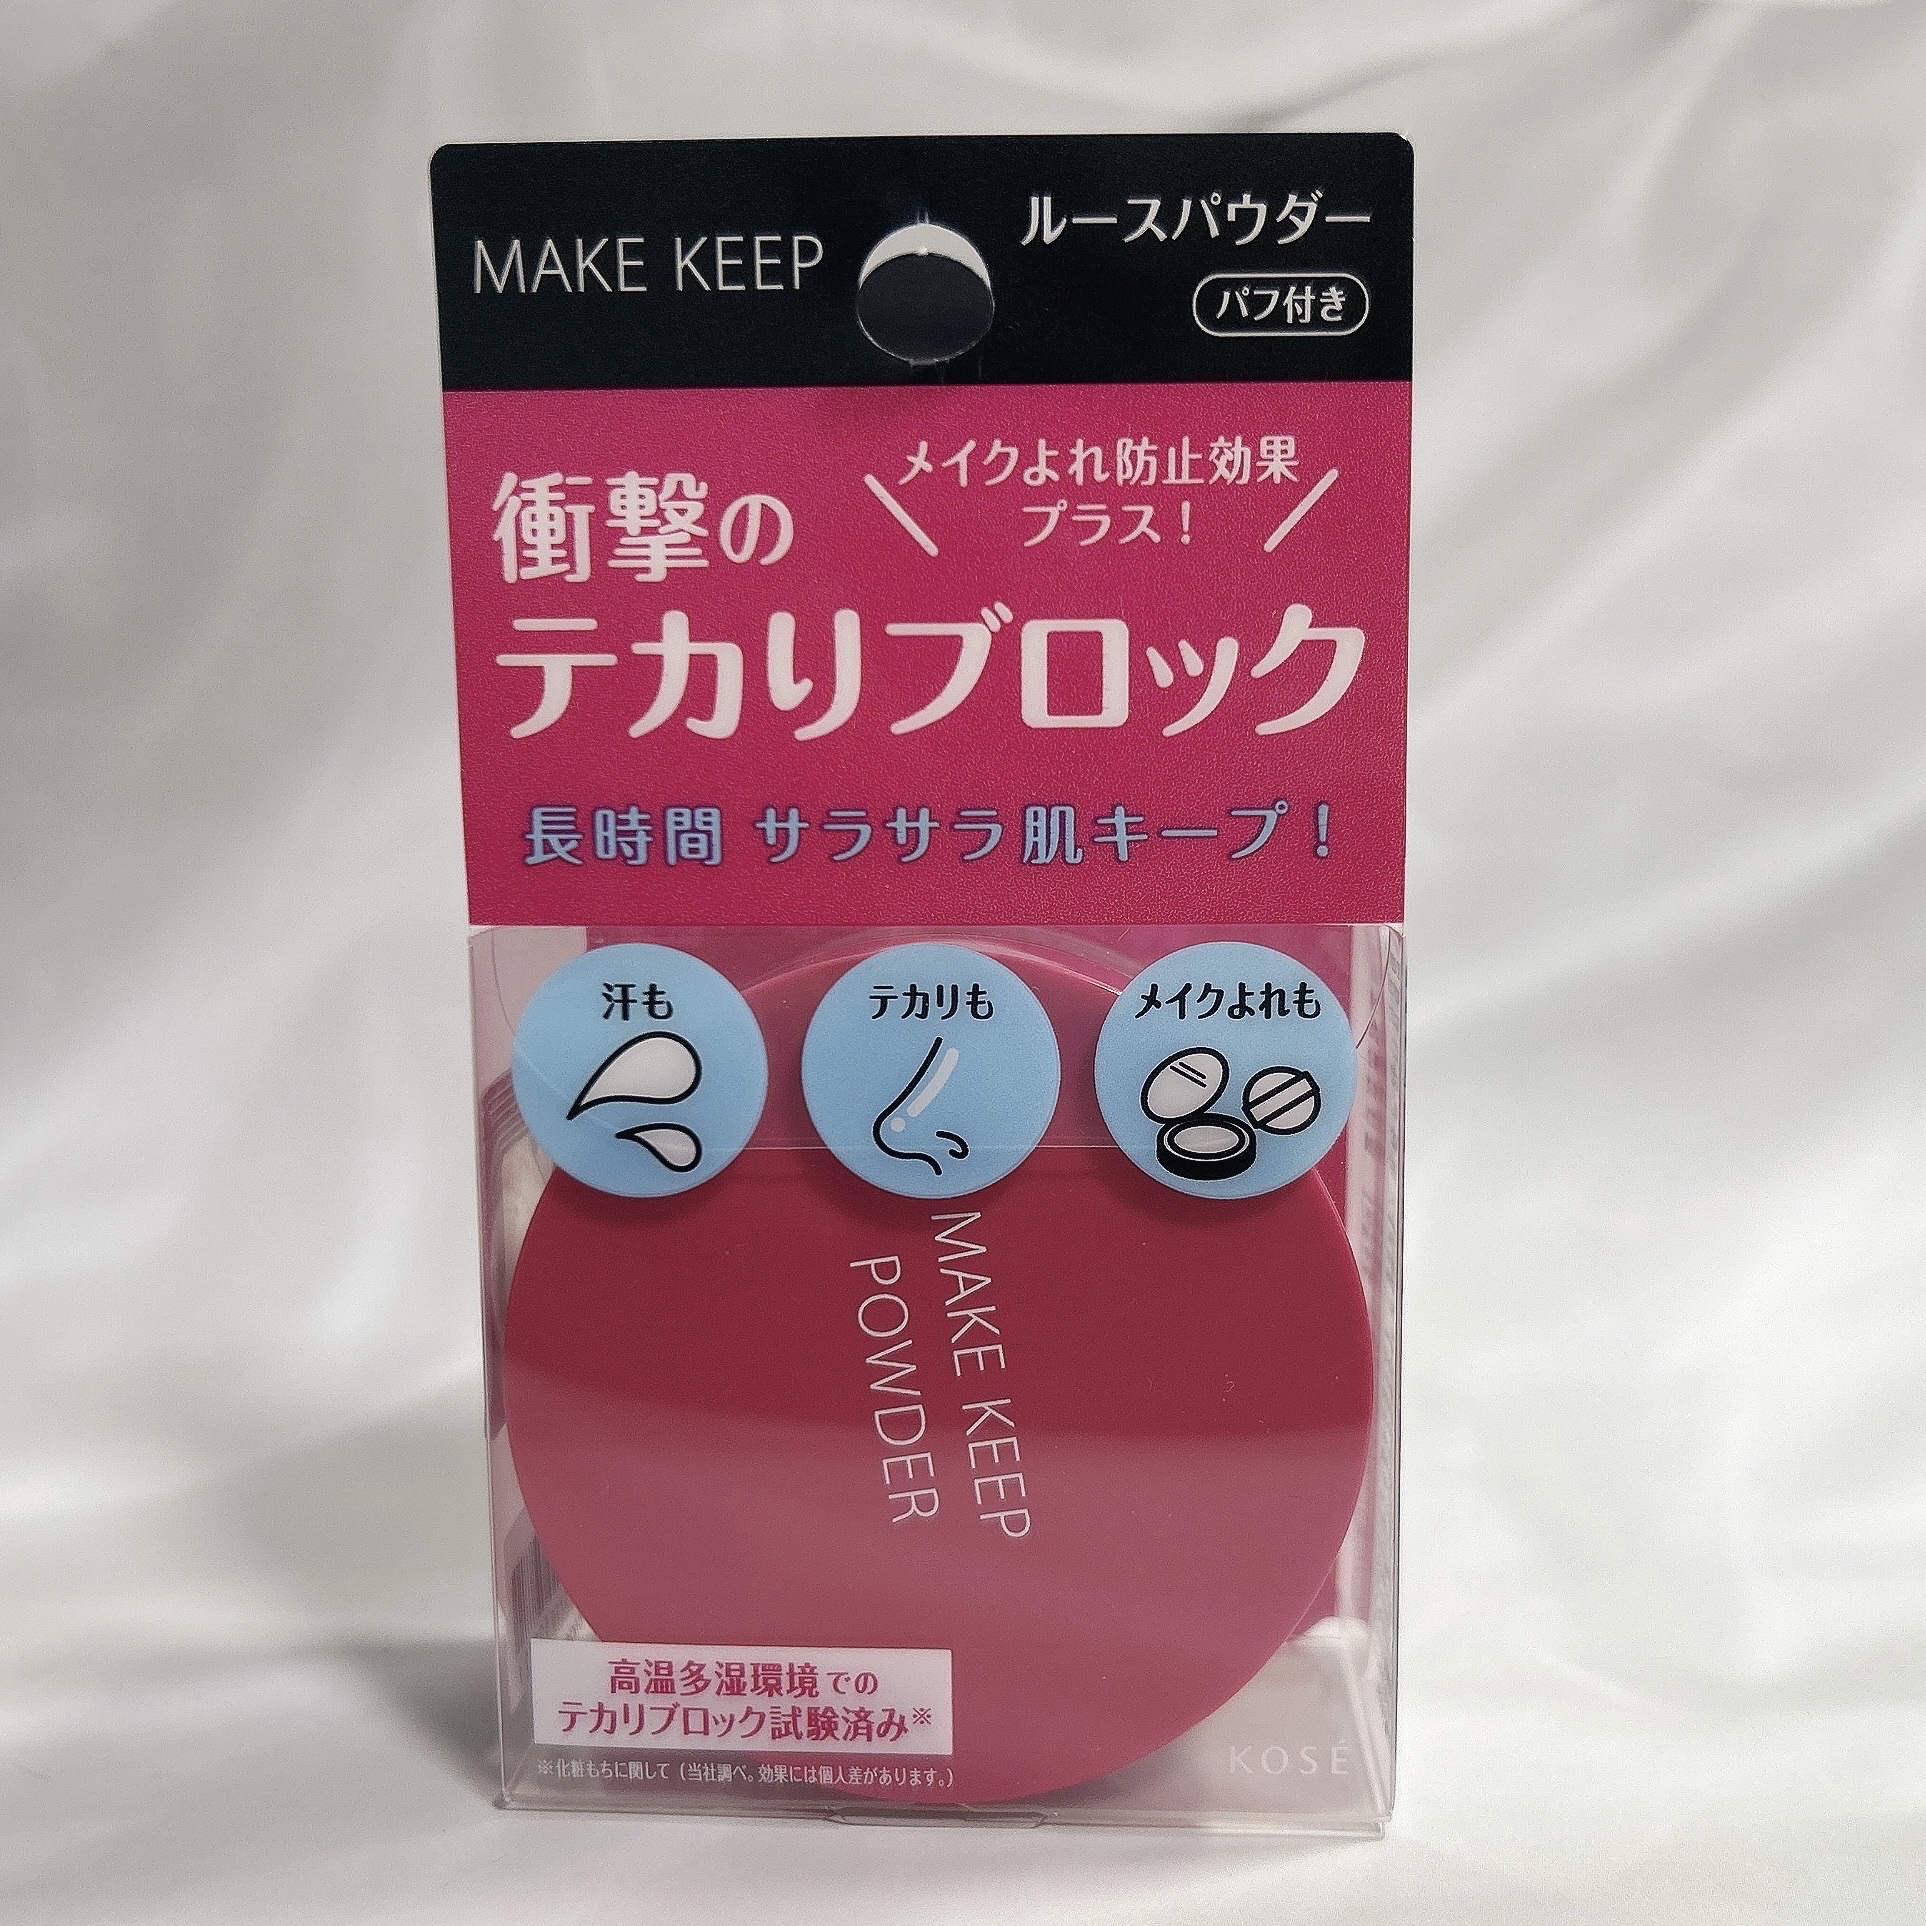 MAKE KEEP
ルースパウダー
パフ付き
メイクよれ防止効果
プラス！
衝撃の
テカリブロック
長時間 サラサラ肌キープ！
汗も
テカリも
メイクよれも
MAKE KEEP
POWDER
高温多湿環境での
テカリブロック試験済み※
※化粧もちに関して（当社調べ。効果には個人差があります。）
KOSÉ